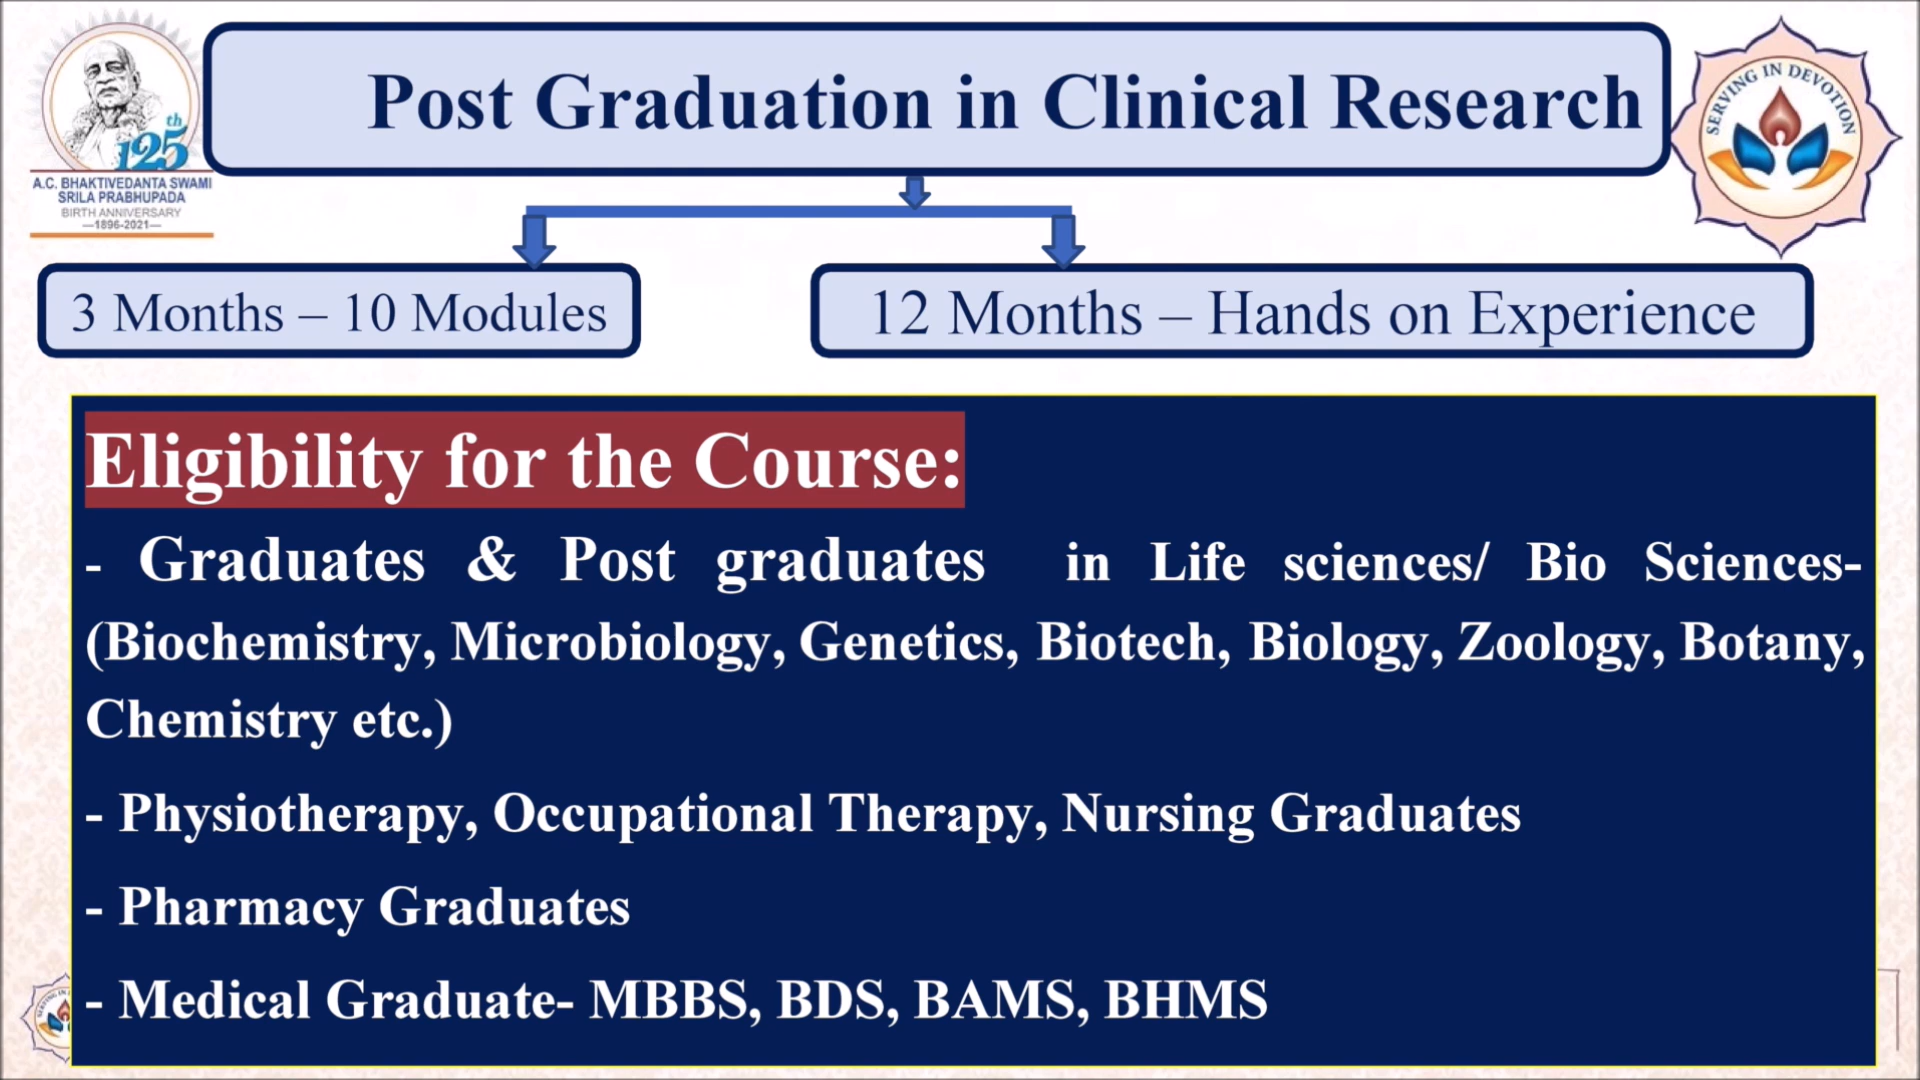 Post Graduation in Clinical Research
SERVING IN DEVOTION
125th
A.C. BHAKTIVEDANTA SWAMI
SRILA PRABHUPADA
BIRTH ANNIVERSARY
—1896-2021—
3 Months – 10 Modules
12 Months – Hands on Experience
Eligibility for the Course:
- Graduates & Post graduates in Life sciences/ Bio Sciences-
(Biochemistry, Microbiology, Genetics, Biotech, Biology, Zoology, Botany,
Chemistry etc.)
- Physiotherapy, Occupational Therapy, Nursing Graduates
- Pharmacy Graduates
- Medical Graduate- MBBS, BDS, BAMS, BHMS